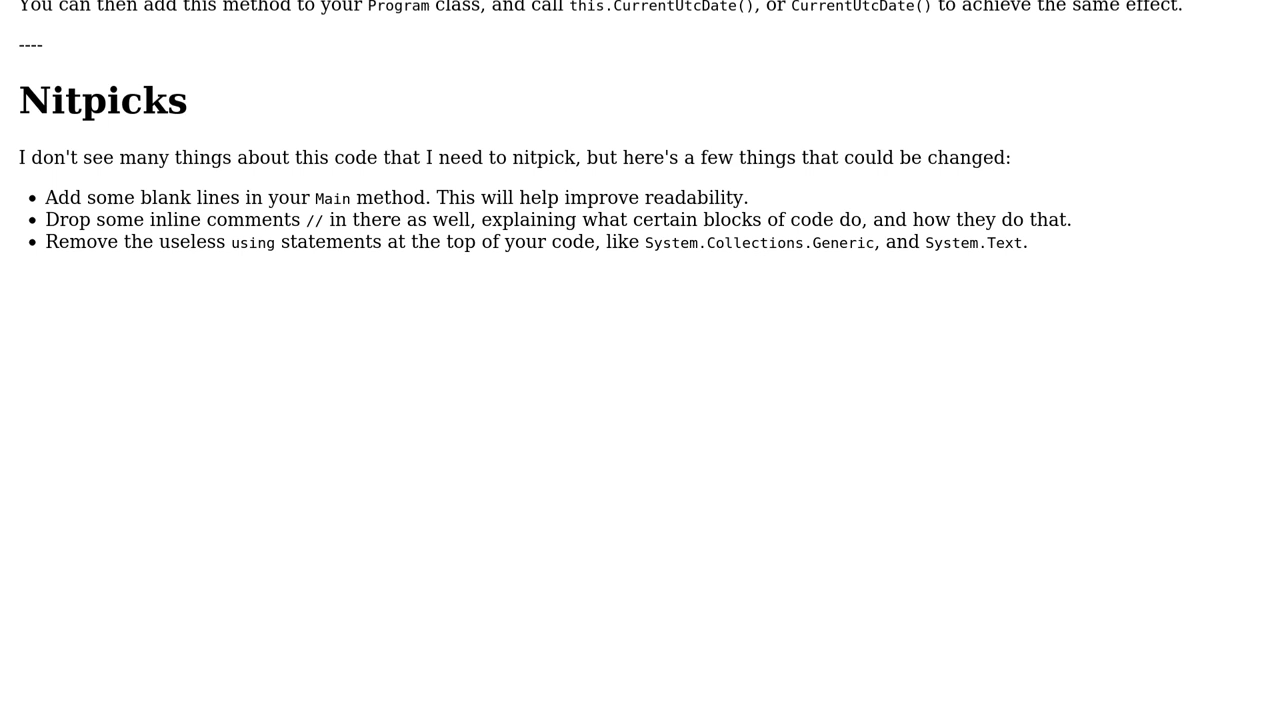 You can then add this method to your Program class, and call this.CurrentUtcDate(), or CurrentUtcDate() to achieve the same effect.
----
Nitpicks
I don't see many things about this code that I need to nitpick, but here's a few things that could be changed:
• Add some blank lines in your Main method. This will help improve readability.
• Drop some inline comments // in there as well, explaining what certain blocks of code do, and how they do that.
• Remove the useless using statements at the top of your code, like System.Collections.Generic, and System.Text.